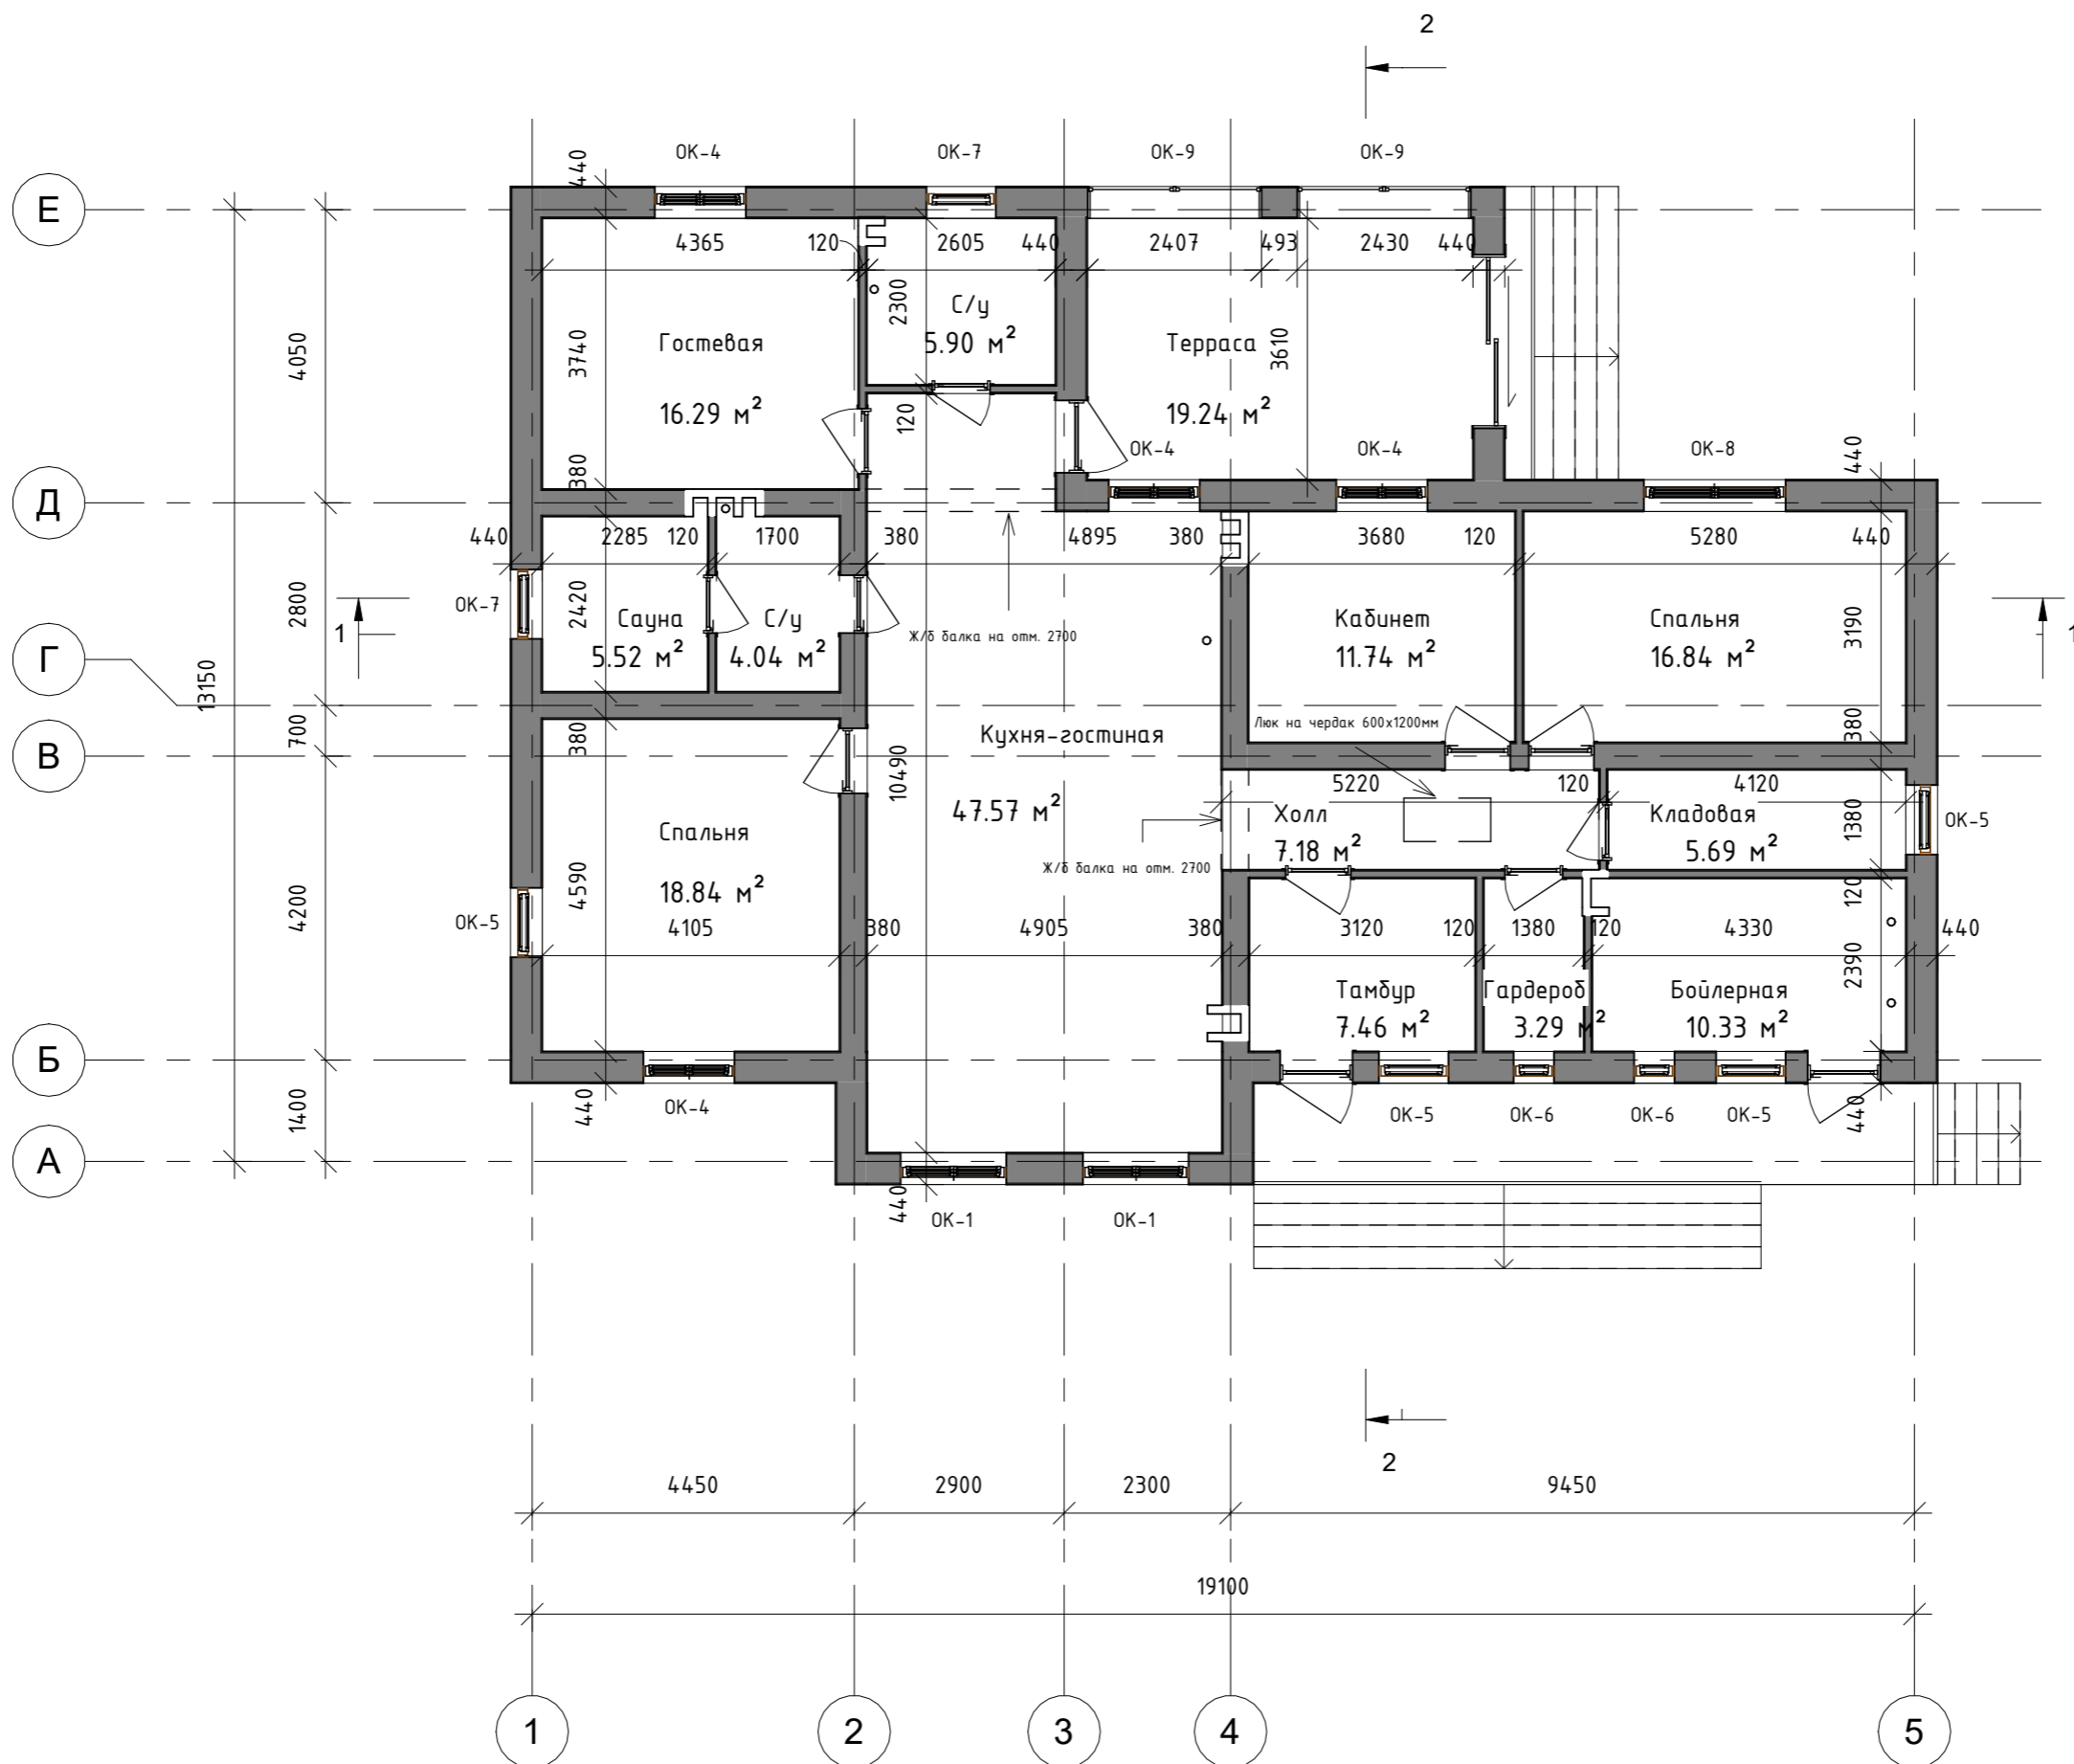 2
ОК-4
ОК-7
ОК-9
ОК-9
440
Е
4365
120
2605
440
2407
493
2430
440
2300
С/у
5.90 м²
Гостевая
3740
16.29 м²
Терраса
3610
19.24 м²
4050
120
380
ОК-4
ОК-4
ОК-8
440
Д
440
2285
120
1700
380
4895
380
3680
120
5280
440
ОК-7
2420
Сауна
5.52 м²
С/у
4.04 м²
Ж/б балка на отм. 2700
Кабинет
11.74 м²
Спальня
16.84 м²
3190
2800
1
1
Г
13150
700
380
Люк на чердак 600х1200мм
380
В
Кухня-гостиная
10490
47.57 м²
5220
120
4120
Холл
7.18 м²
Кладовая
5.69 м²
1380
ОК-5
Ж/б балка на отм. 2700
Спальня
4590
18.84 м²
4200
ОК-5
4105
380
4905
380
3120
120
1380
120
4330
120
440
2390
Тамбур
7.46 м²
Гардероб
3.29 м²
Бойлерная
10.33 м²
Б
1400
440
ОК-4
ОК-5
ОК-6
ОК-6
ОК-5
440
А
440
ОК-1
ОК-1
2
4450
2900
2300
9450
19100
1
2
3
4
5